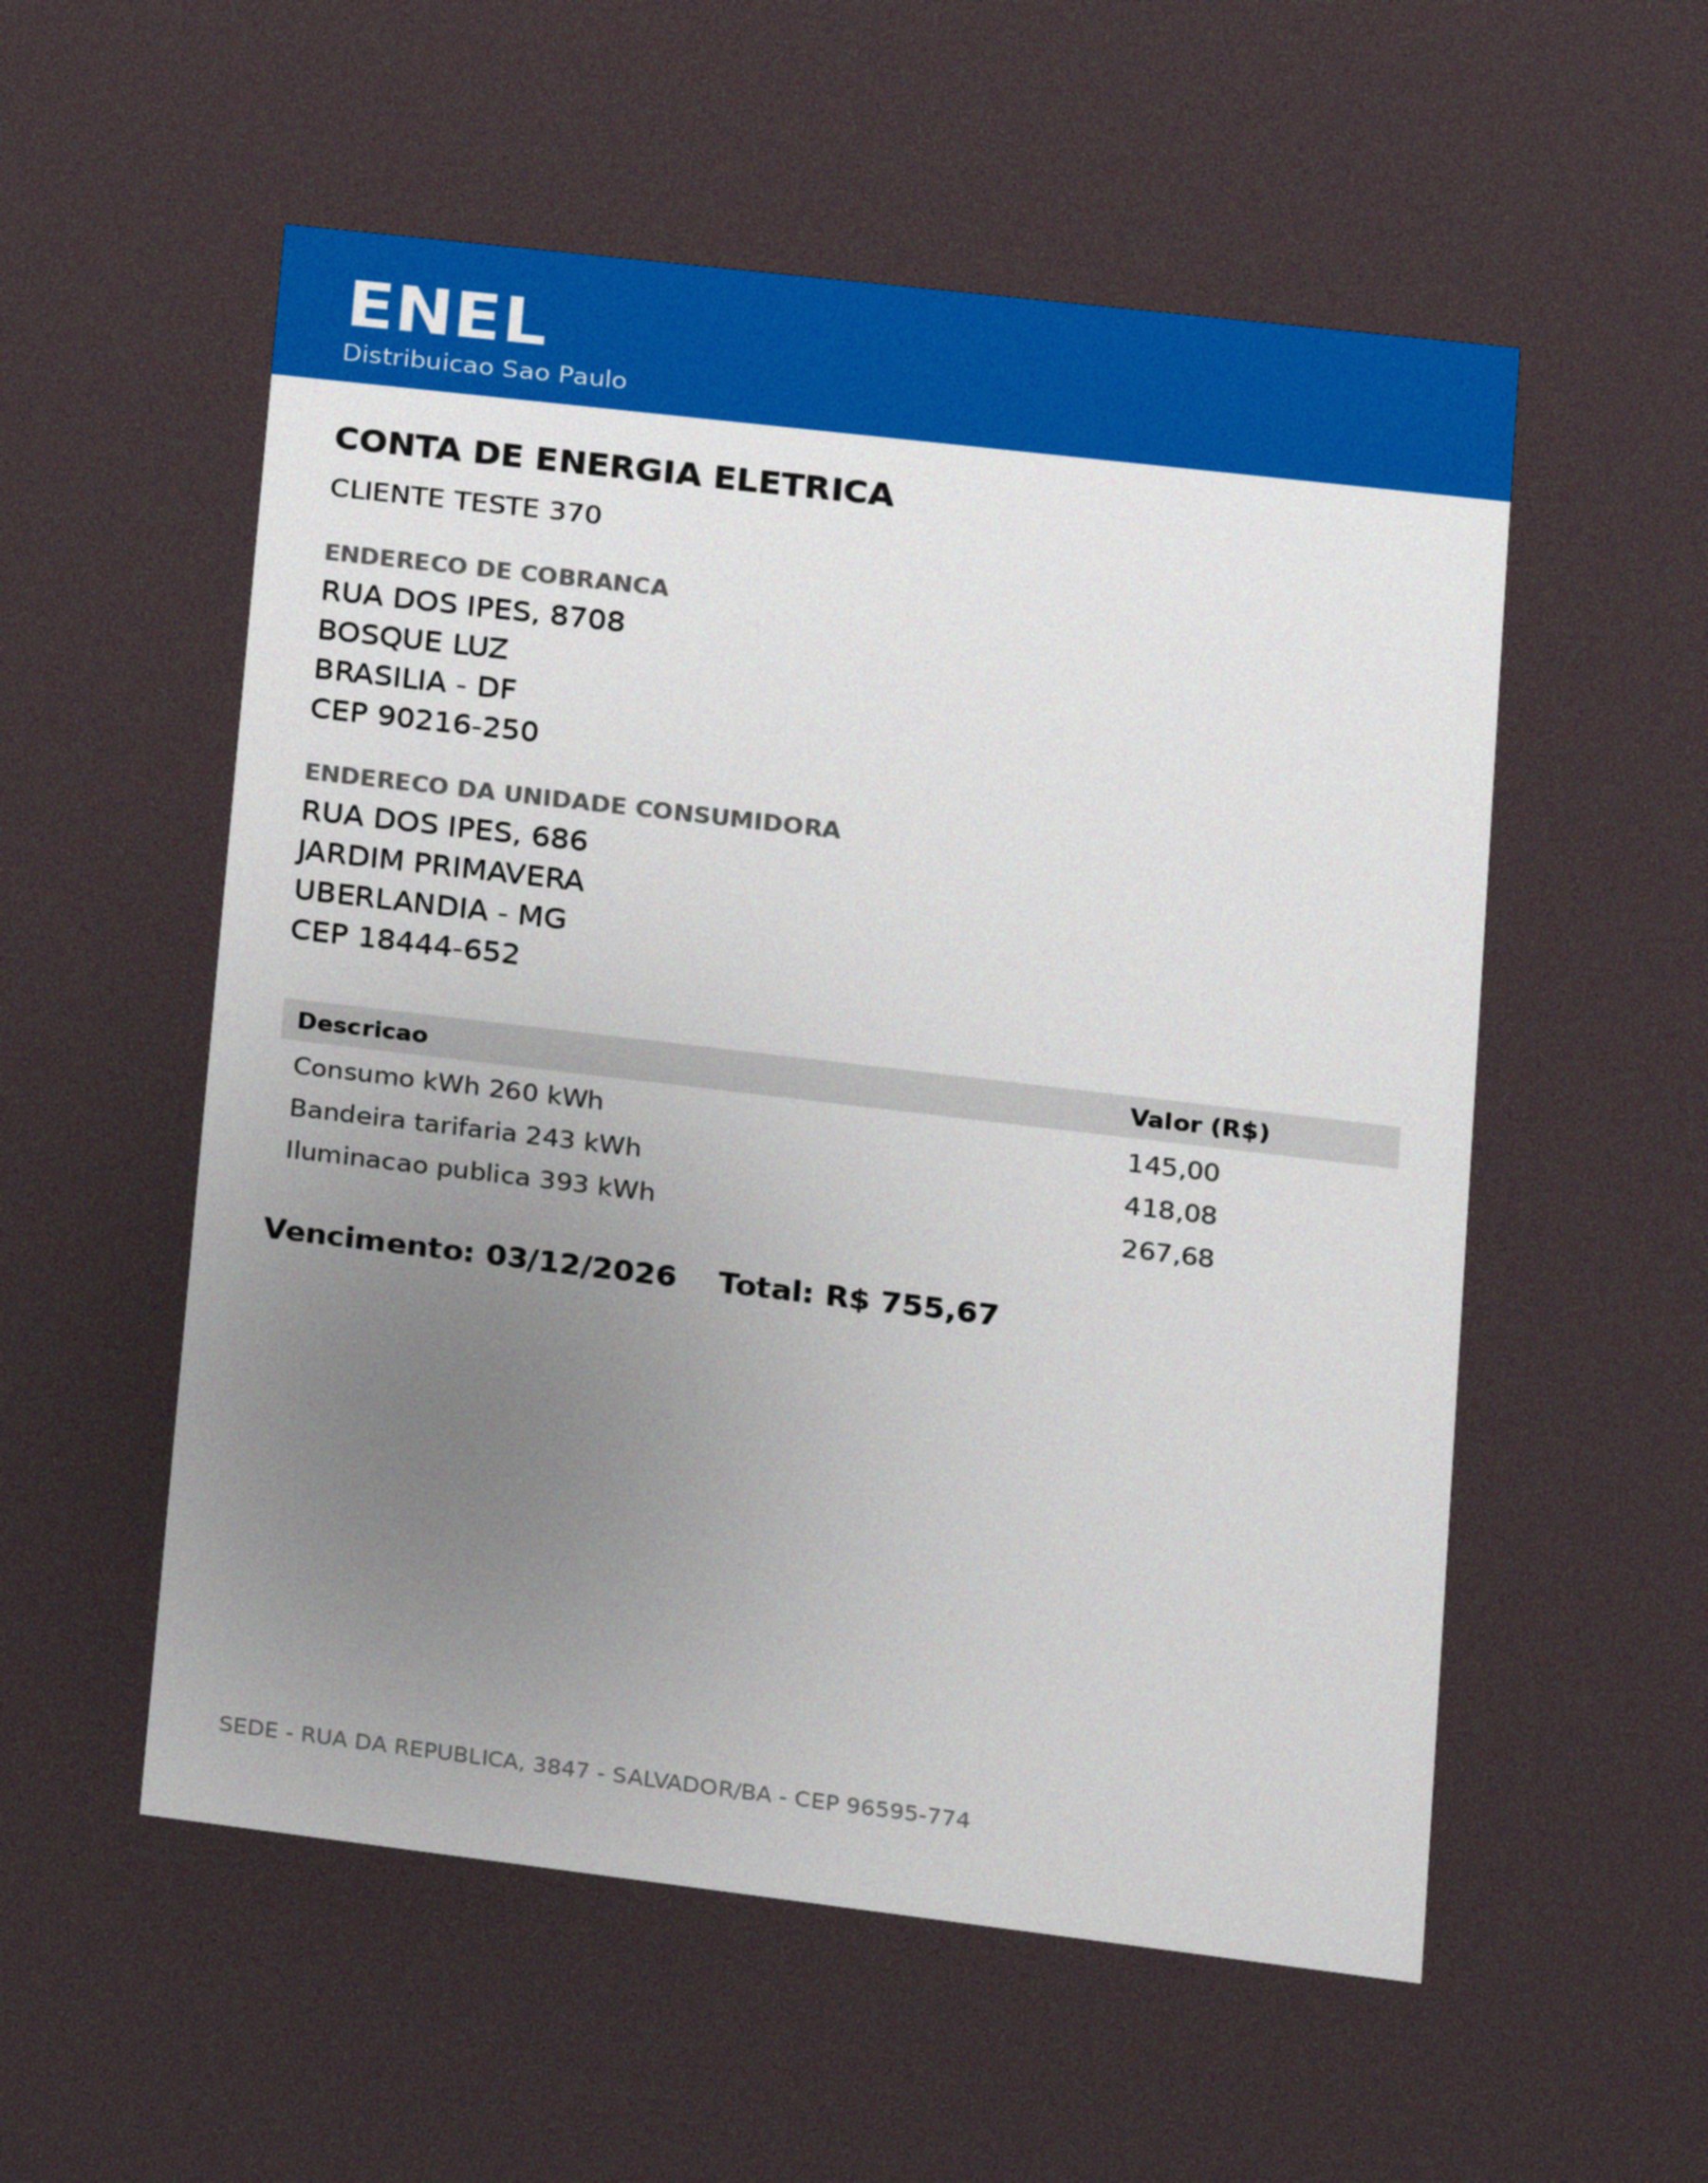 ENEL
Distribuicao Sao Paulo
CONTA DE ENERGIA ELETRICA
CLIENTE TESTE 370
ENDERECO DE COBRANCA
RUA DOS IPES, 8708
BOSQUE LUZ
BRASILIA - DF
CEP 90216-250
ENDERECO DA UNIDADE CONSUMIDORA
RUA DOS IPES, 686
JARDIM PRIMAVERA
UBERLANDIA - MG
CEP 18444-652
Descricao Valor (R$)
Consumo kWh 260 kWh 145,00
Bandeira tarifaria 243 kWh 418,08
Iluminacao publica 393 kWh 267,68
Vencimento: 03/12/2026 Total: R$ 755,67
SEDE - RUA DA REPUBLICA, 3847 - SALVADOR/BA - CEP 96595-774